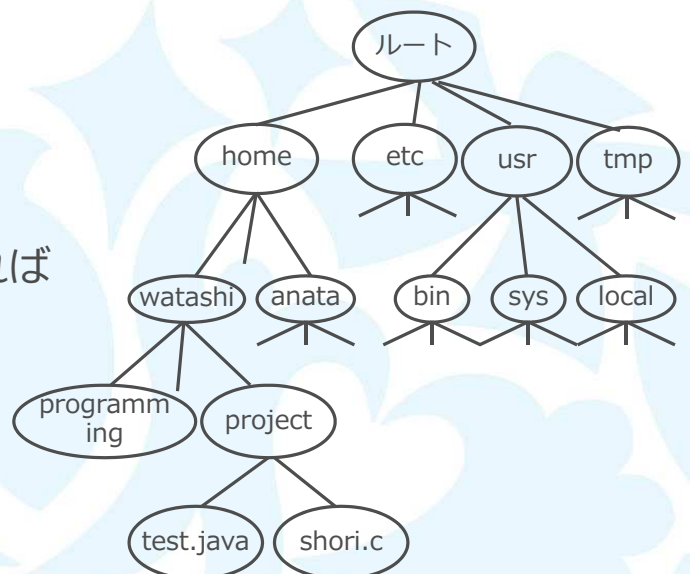 ルート
home
etc
usr
tmp
れば
watashi
anata
bin
sys
local
programm
ing
project
test.java
shori.c